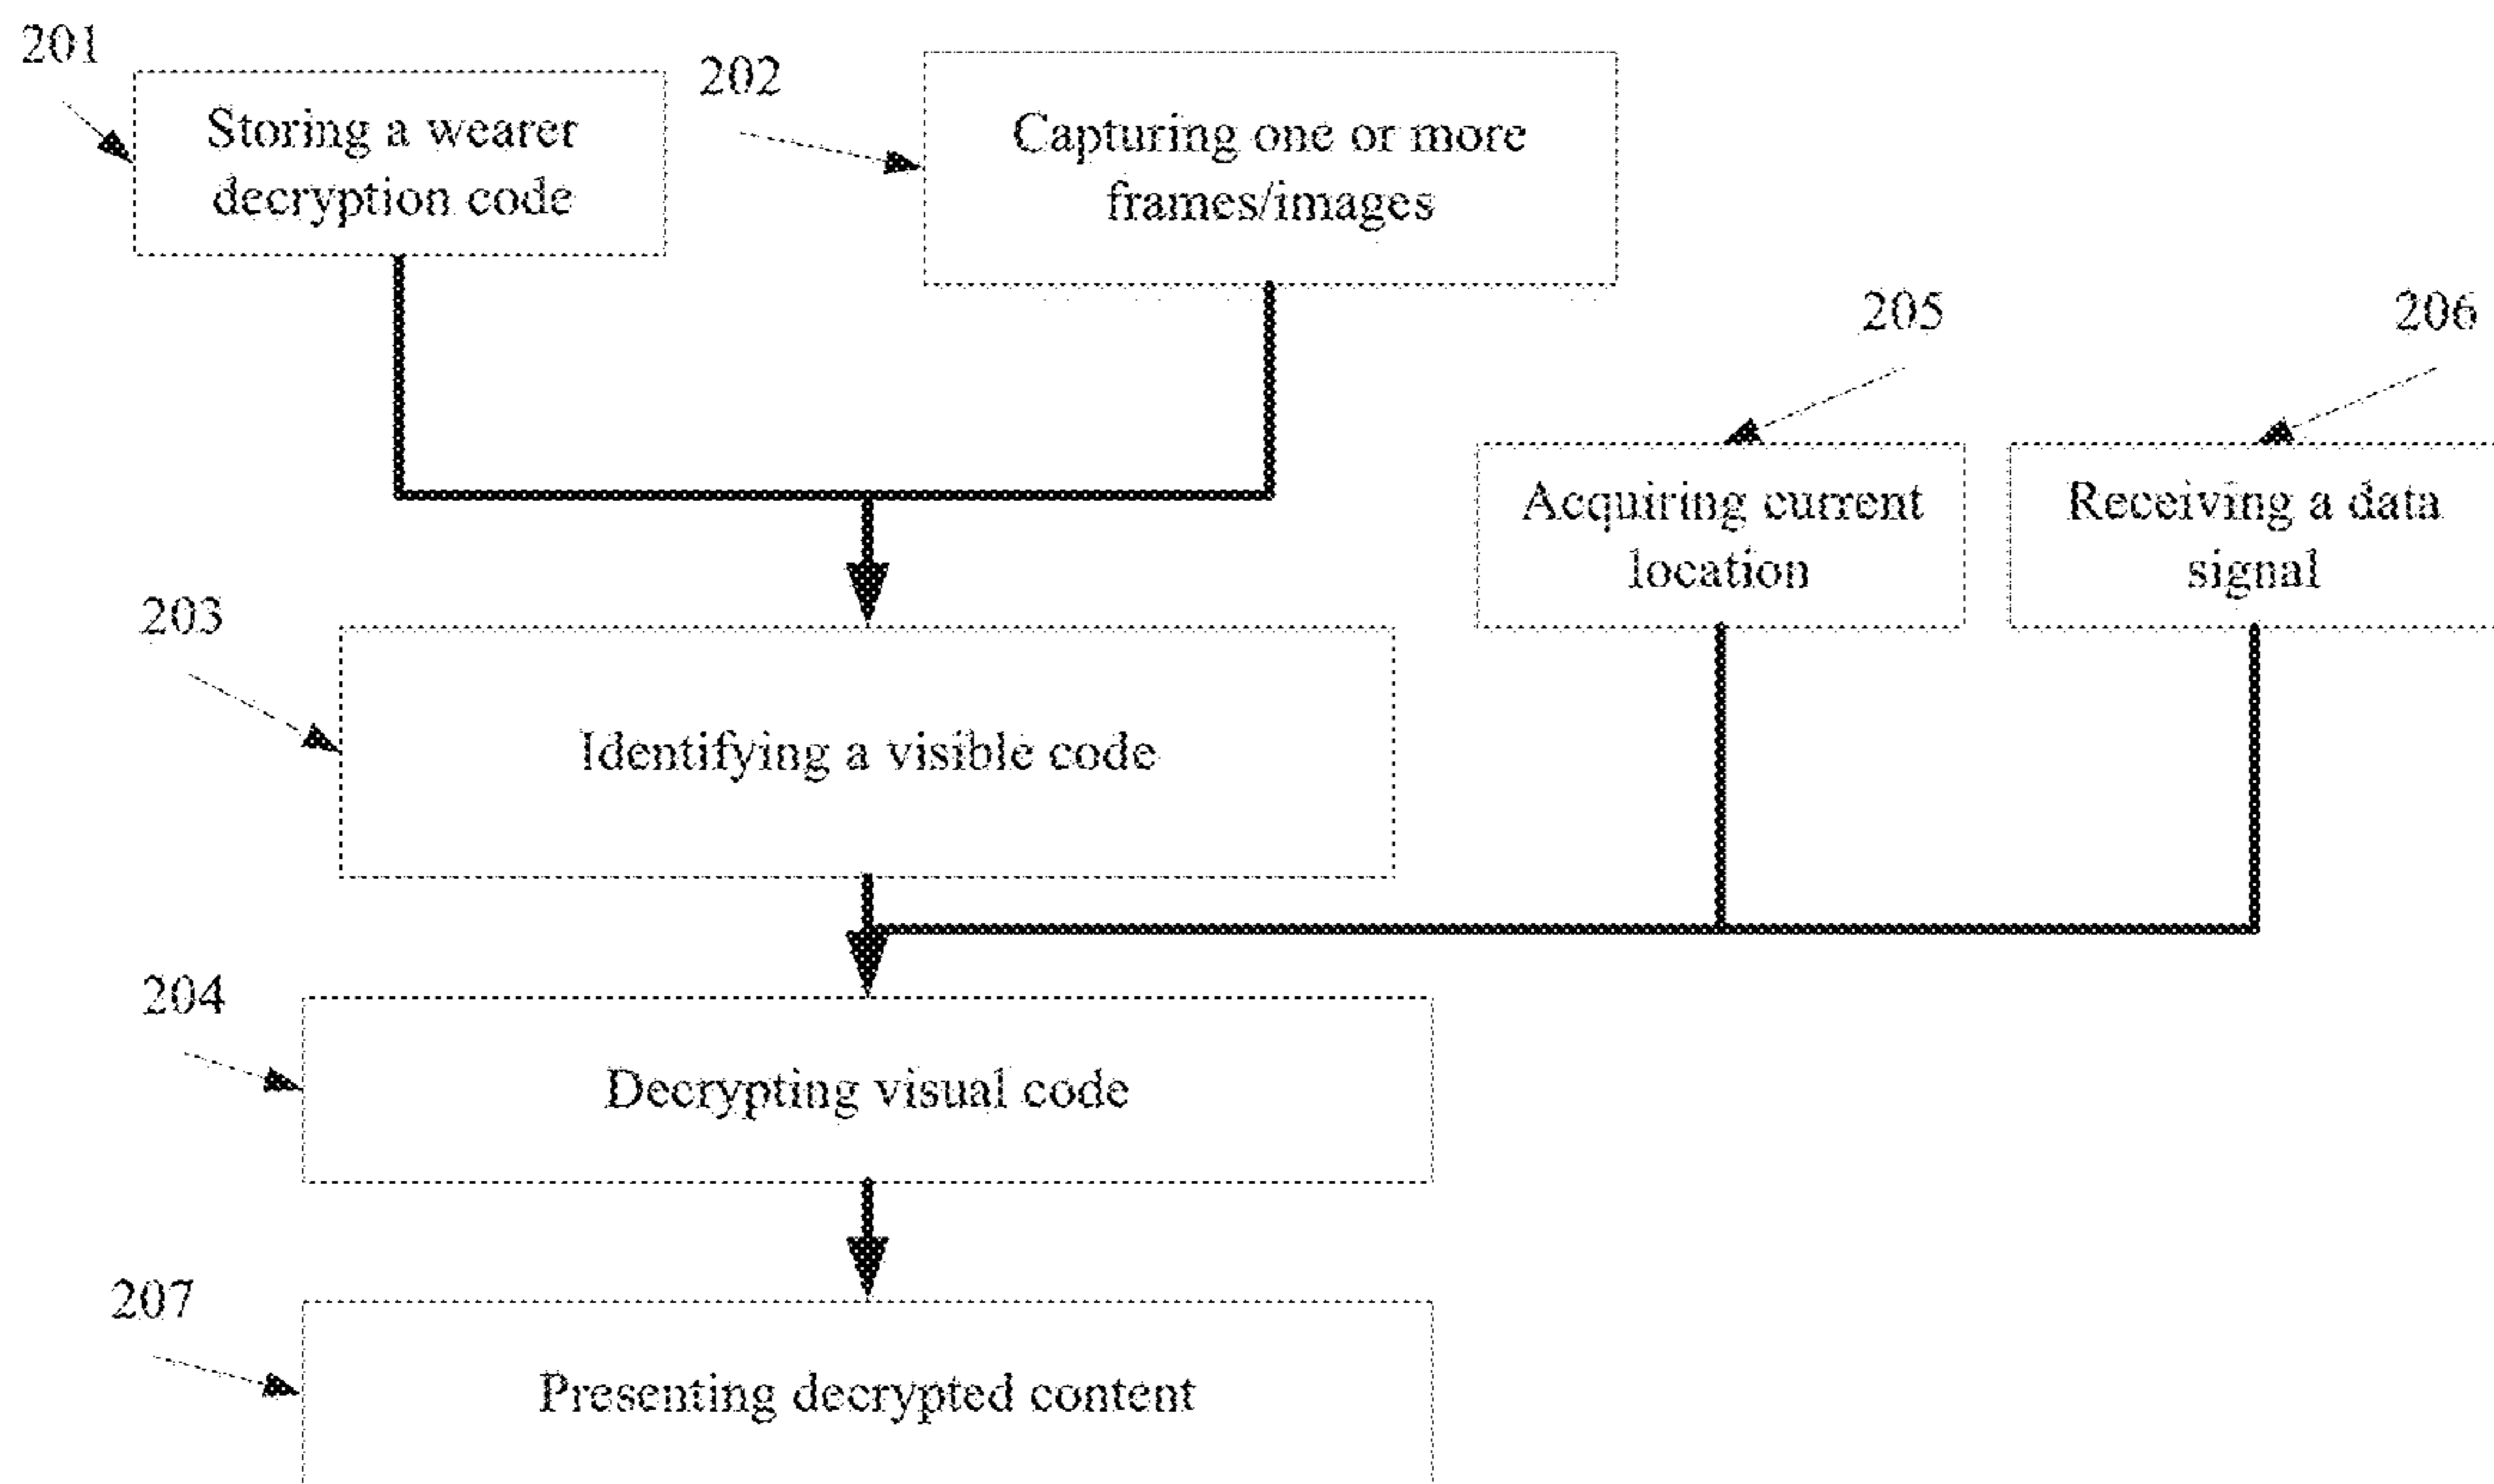 201
Storing a wearer
decryption code
202
Capturing one or more
frames/images
205
Acquiring current
location
206
Receiving a data
signal
203
Identifying a visible code
204
Decrypting visual code
207
Presenting decrypted content